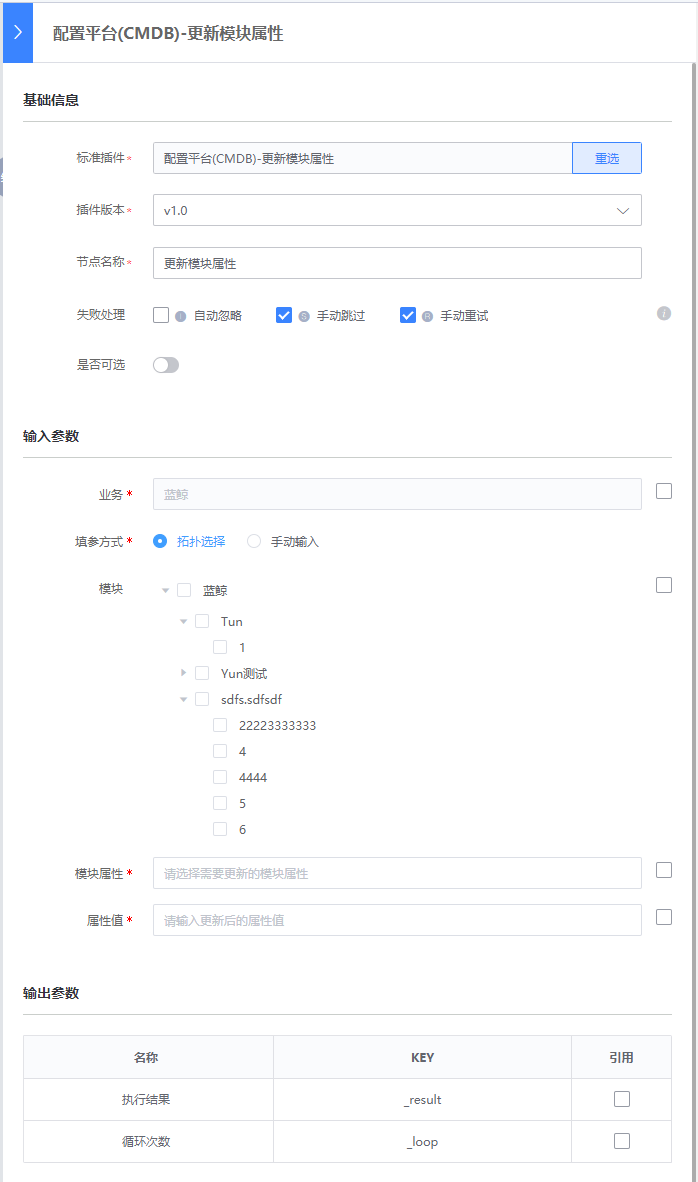 配置平台(CMDB)-更新模块属性
基础信息
标准插件* 配置平台(CMDB)-更新模块属性 重选
插件版本* v1.0
节点名称* 更新模块属性
失败处理 I 自动忽略 S 手动跳过 R 手动重试 i
是否可选
输入参数
业务* 蓝鲸
填参方式* 拓扑选择 手动输入
模块 蓝鲸
Tun
1
Yun测试
sdfs.sdfsdf
22223333333
4
4444
5
6
模块属性* 请选择需要更新的模块属性
属性值* 请输入更新后的属性值
输出参数
名称 KEY 引用
执行结果 _result
循环次数 _loop